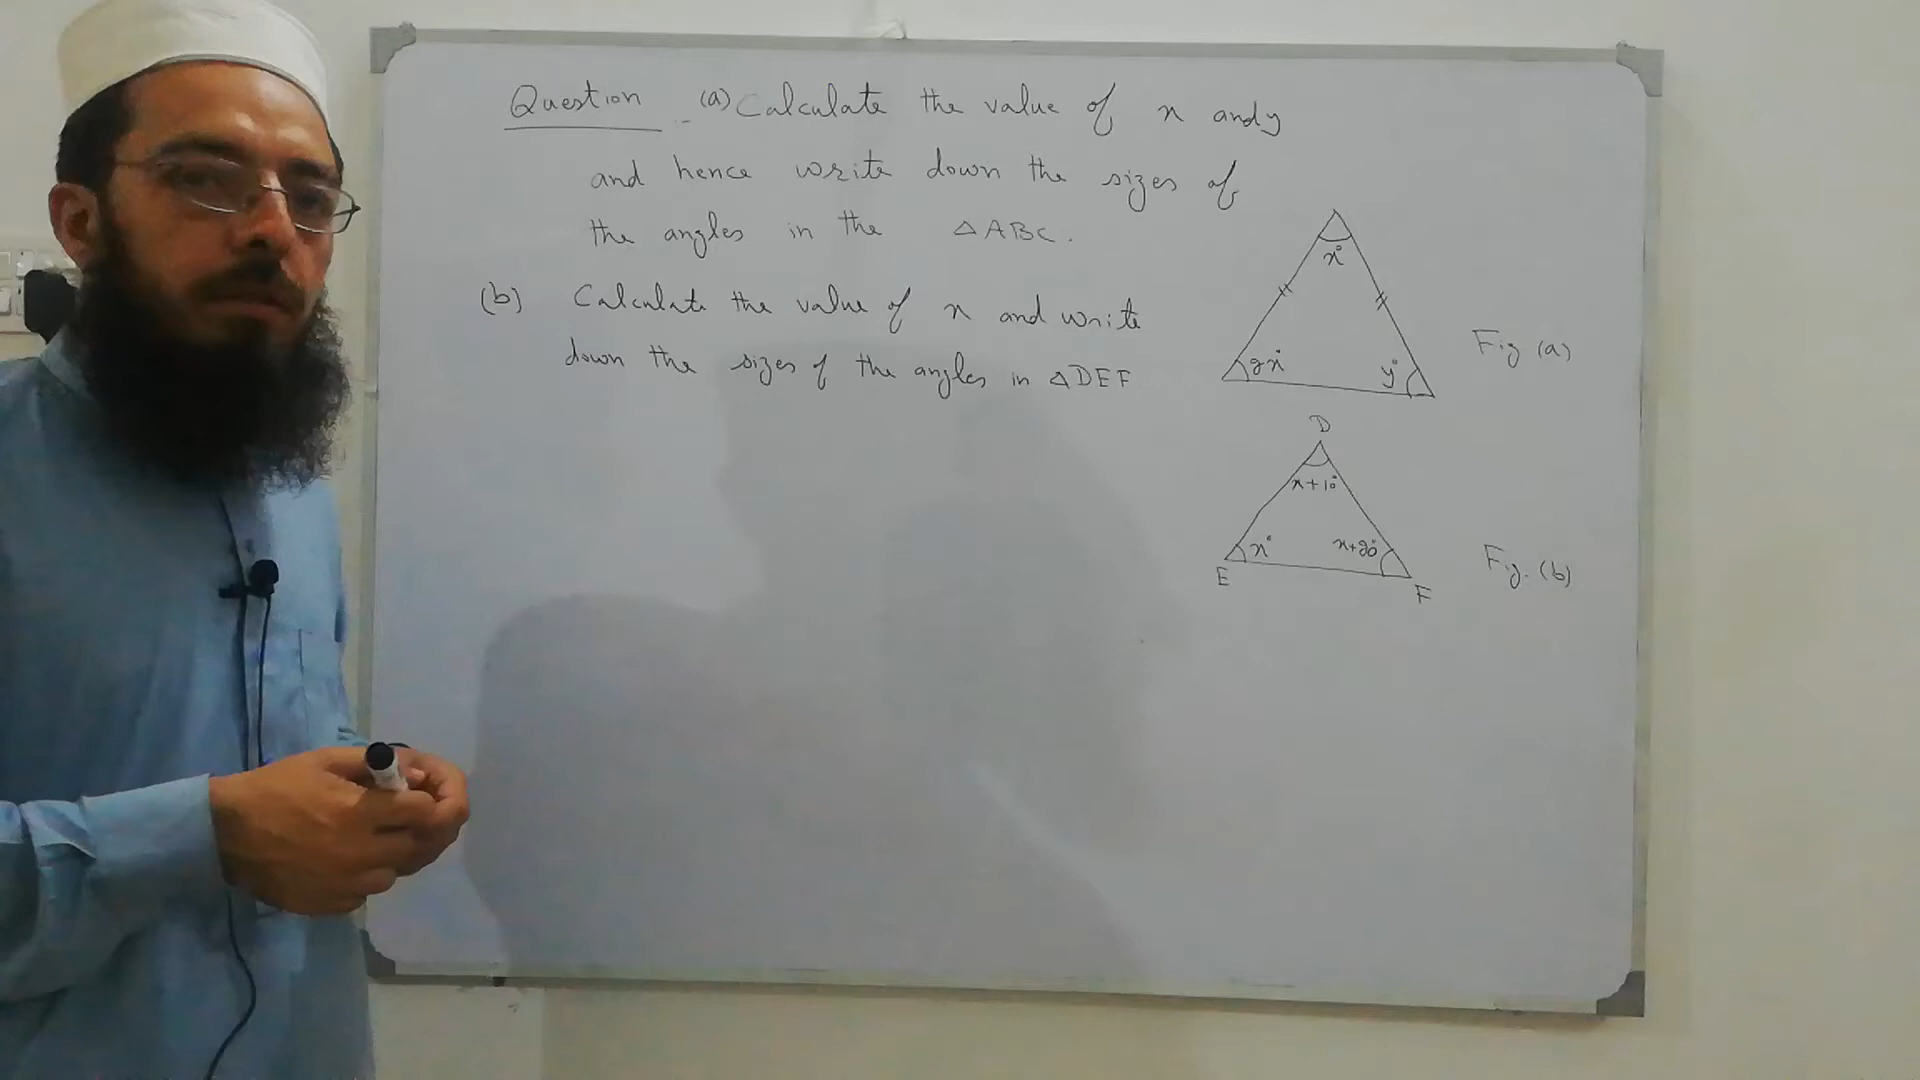 Question :- (a) Calculate the value of x and y
and hence write down the sizes of
the angles in the △ABC.
(b) Calculate the value of x and write
down the sizes of the angles in △DEF
x°
2x° y°
Fig (a)
D
x+10°
x° x+20°
E F
Fig. (b)